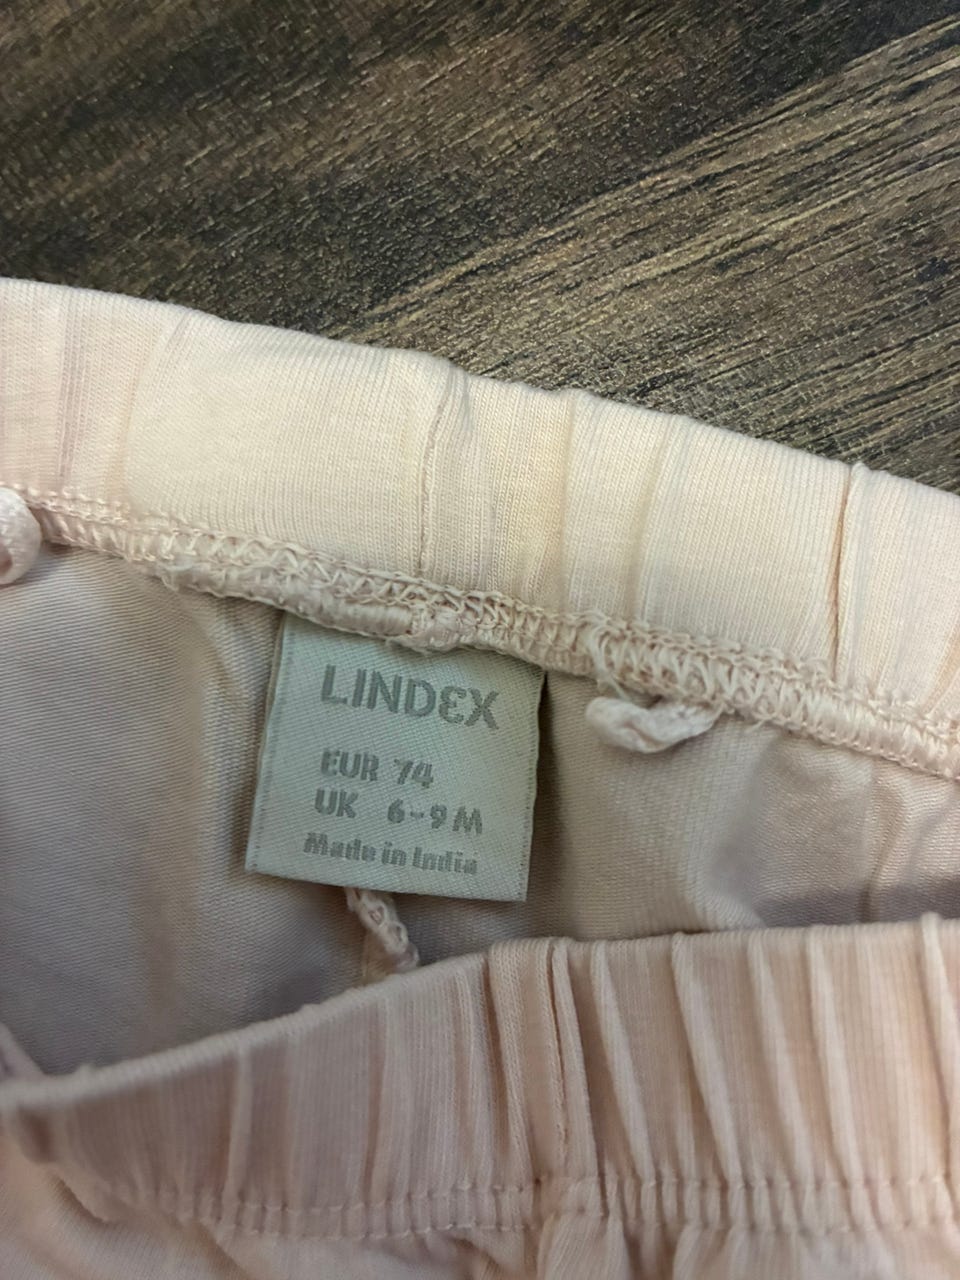 LINDEX
EUR 74
UK 6-9 M
Made in India